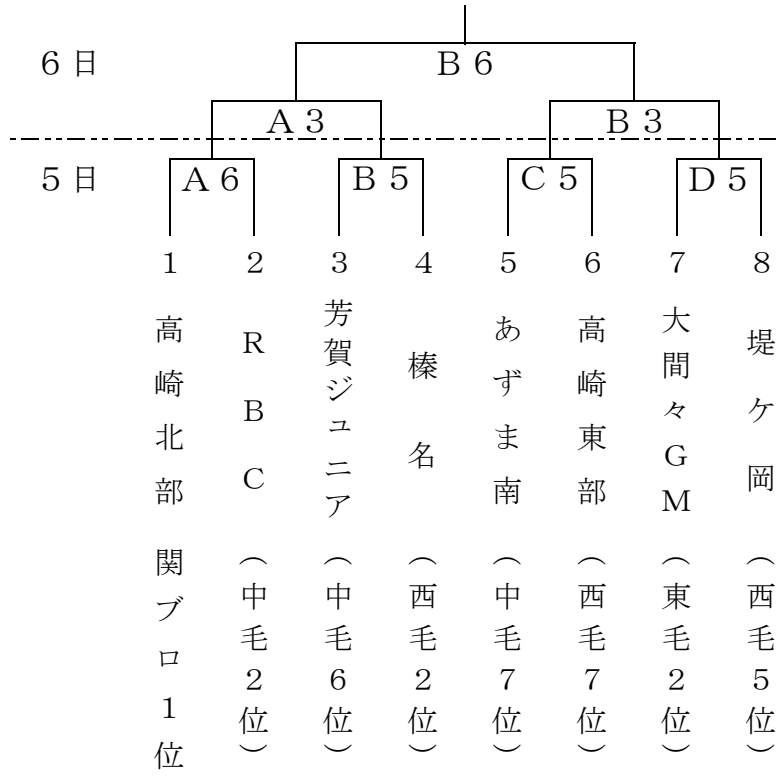 6日
B6
A3
B3
5日
A6
B5
C5
D5
1
2
3
4
5
6
7
8
高崎北部
RBC
芳賀ジュニア
榛名
あずま南
高崎東部
大間々GM
堤ケ岡
関ブロ1位
(中毛2位)
(中毛6位)
(西毛2位)
(中毛7位)
(西毛7位)
(東毛2位)
(西毛5位)